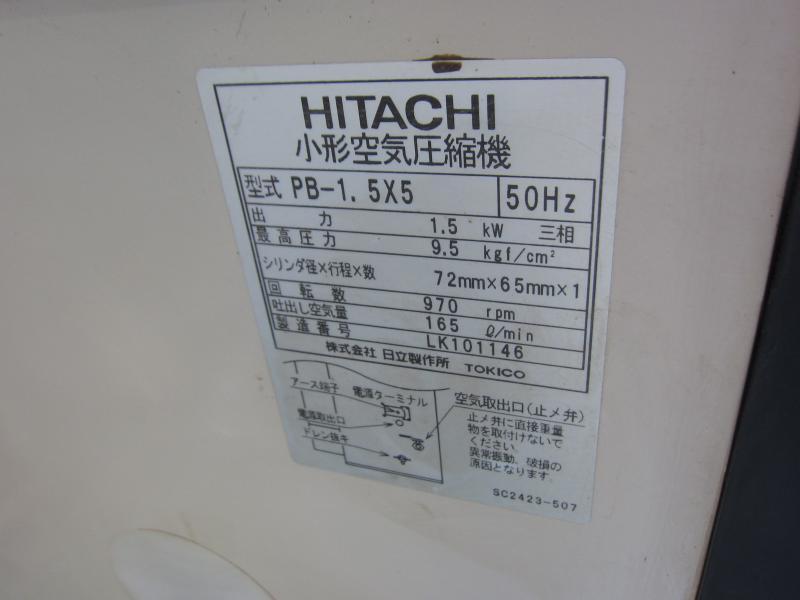 HITACHI
小形空気圧縮機
型式 PB-1.5X5 50Hz
出力 1.5 kW 三相
最高圧力 9.5 kgf/cm²
シリンダ径×行程×数 72mm×65mm×1
回転数 970 rpm
吐出し空気量 165 ℓ/min
製造番号 LK101146
株式会社 日立製作所 TOKICO
アース端子 電源ターミナル
電源取出口
ドレン抜キ
空気取出口(止メ弁)
止メ弁に直接重量
物を取付けないで
ください。
異常振動、破損の
原因となります。
SC2423-507